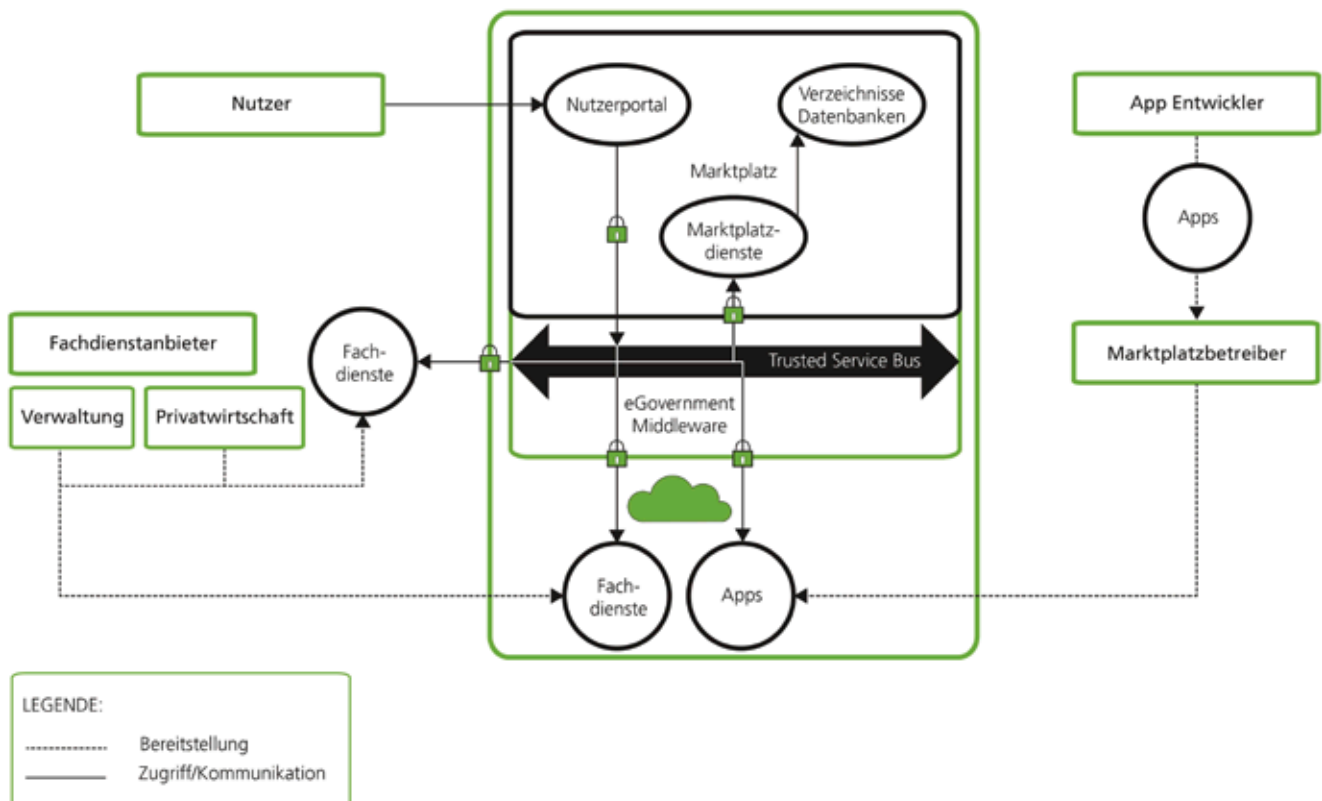 Nutzer
Nutzerportal
Verzeichnisse
Datenbanken
App Entwickler
Marktplatz
Marktplatz-
dienste
Apps
Fachdienstanbieter
Fach-
dienste
Trusted Service Bus
Marktplatzbetreiber
Verwaltung
Privatwirtschaft
eGovernment
Middleware
Fach-
dienste
Apps
LEGENDE:
Bereitstellung
Zugriff/Kommunikation